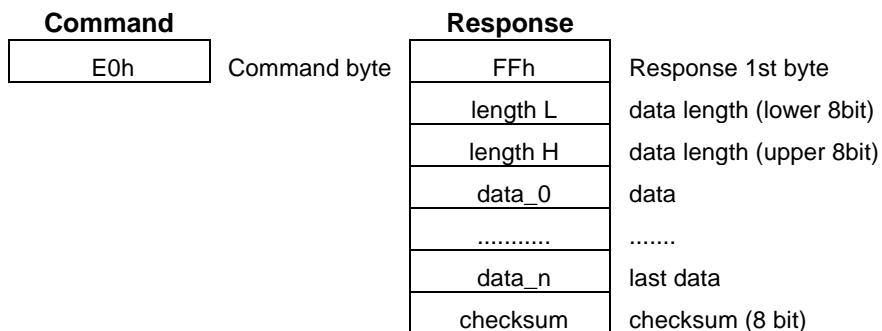 Command Response
E0h Command byte FFh Response 1st byte
length L data length (lower 8bit)
length H data length (upper 8bit)
data_0 data
........... .......
data_n last data
checksum checksum (8 bit)